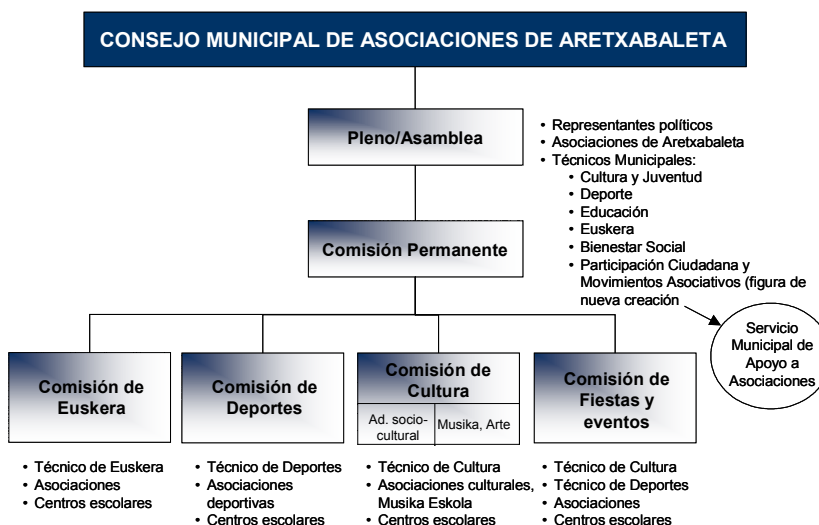 CONSEJO MUNICIPAL DE ASOCIACIONES DE ARETXABALETA
Pleno/Asamblea
• Representantes políticos
• Asociaciones de Aretxabaleta
• Técnicos Municipales:
• Cultura y Juventud
• Deporte
• Educación
• Euskera
• Bienestar Social
• Participación Ciudadana y
Movimientos Asociativos (figura de
nueva creación
Comisión Permanente
Servicio
Municipal de
Apoyo a
Asociaciones
Comisión de
Euskera
• Técnico de Euskera
• Asociaciones
• Centros escolares
Comisión de
Deportes
• Técnico de Deportes
• Asociaciones
deportivas
• Centros escolares
Comisión de
Cultura
Ad. socio-
cultural
Musika, Arte
• Técnico de Cultura
• Asociaciones culturales,
Musika Eskola
• Centros escolares
Comisión de
Fiestas y
eventos
• Técnico de Cultura
• Técnico de Deportes
• Asociaciones
• Centros escolares